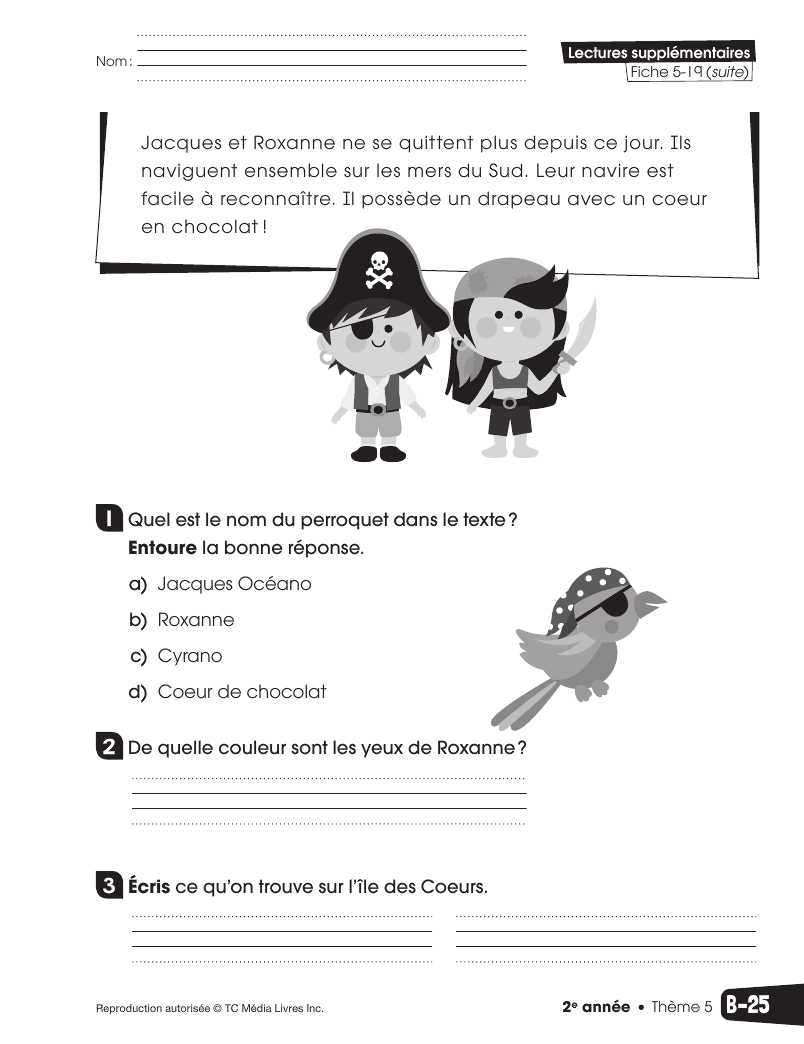 Nom :
Lectures supplémentaires
Fiche 5-19 (suite)
Jacques et Roxanne ne se quittent plus depuis ce jour. Ils
naviguent ensemble sur les mers du Sud. Leur navire est
facile à reconnaître. Il possède un drapeau avec un coeur
en chocolat !
1 Quel est le nom du perroquet dans le texte ?
Entoure la bonne réponse.
a) Jacques Océano
b) Roxanne
c) Cyrano
d) Coeur de chocolat
2 De quelle couleur sont les yeux de Roxanne ?
3 Écris ce qu'on trouve sur l'île des Coeurs.
Reproduction autorisée © TC Média Livres Inc.
2e année • Thème 5 B-25